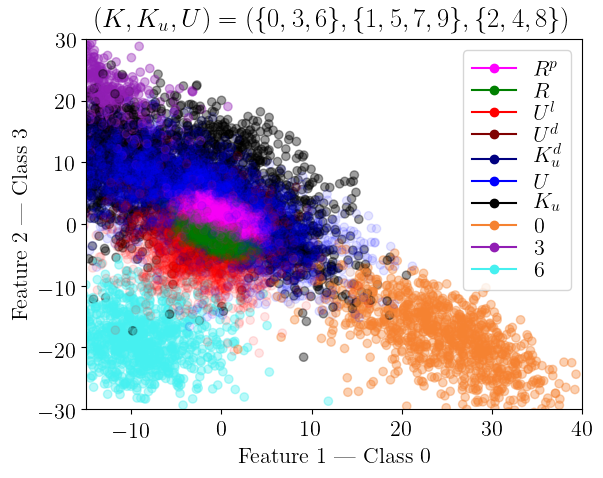 (K, K_u, U) = ({0, 3, 6}, {1, 5, 7, 9}, {2, 4, 8})
30
20
10
0
−10
−20
−30
Feature 2 — Class 3
R^p
R
U^l
U^d
K_u^d
U
K_u
0
3
6
−10
0
10
20
30
40
Feature 1 — Class 0